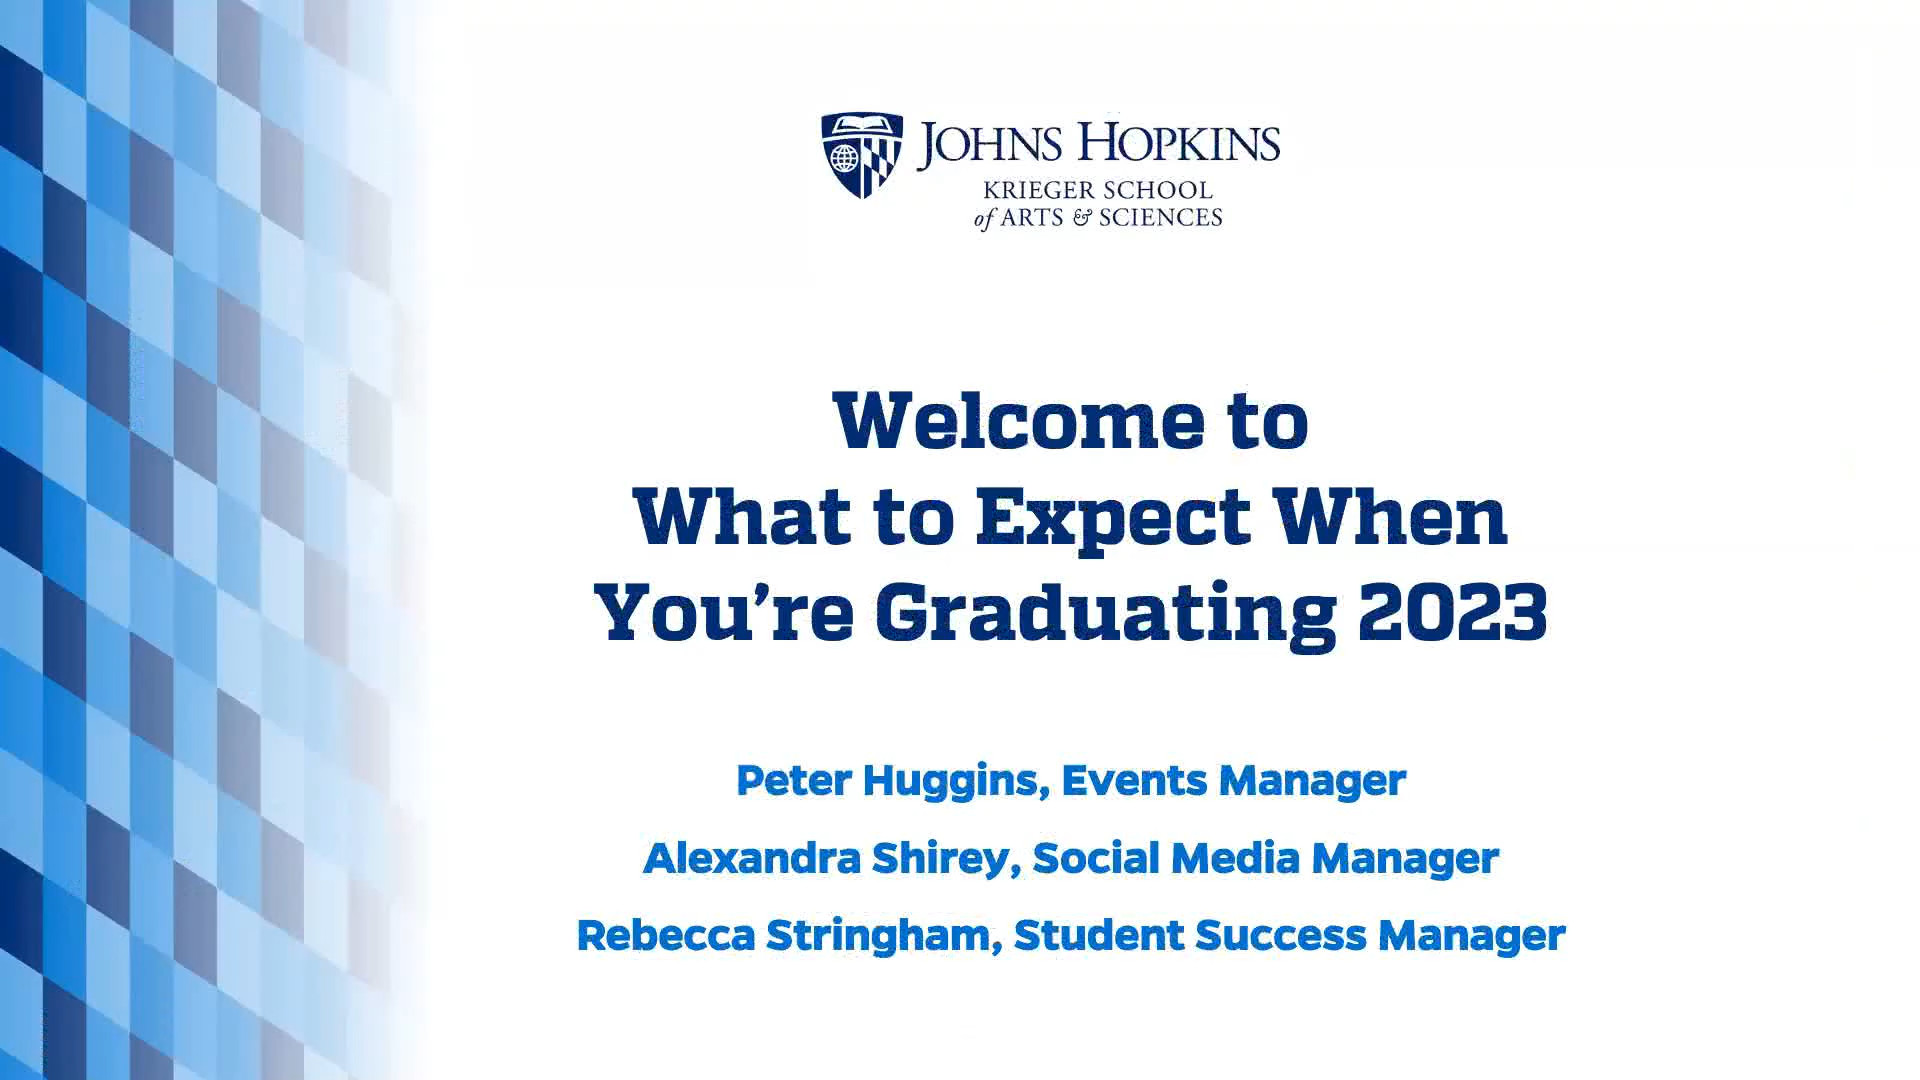 JOHNS HOPKINS
KRIEGER SCHOOL
of ARTS & SCIENCES
Welcome to
What to Expect When
You’re Graduating 2023
Peter Huggins, Events Manager
Alexandra Shirey, Social Media Manager
Rebecca Stringham, Student Success Manager